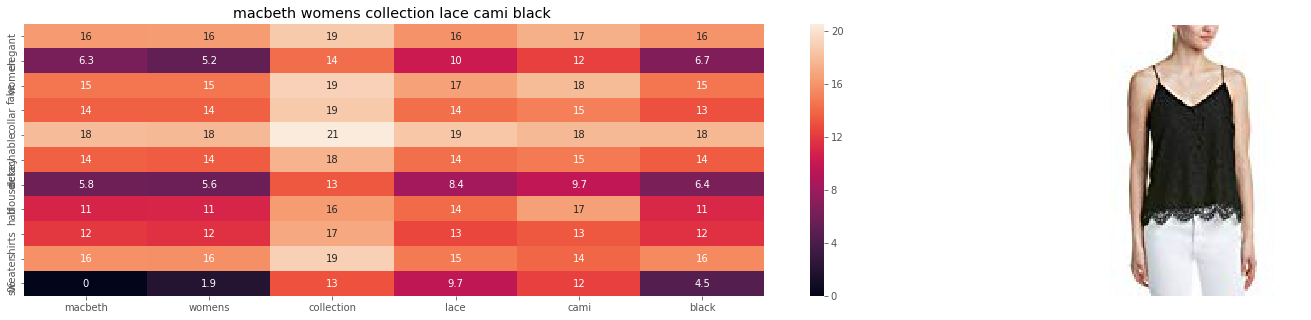 macbeth womens collection lace cami black
elegant 16 16 19 16 17 16
6.3 5.2 14 10 12 6.7
15 15 19 17 18 15
collar 14 14 19 14 15 13
18 18 21 19 18 18
14 14 18 14 15 14
5.8 5.6 13 8.4 9.7 6.4
half 11 11 16 14 17 11
shirts 12 12 17 13 13 12
sweater 16 16 19 15 14 16
0 1.9 13 9.7 12 4.5
macbeth womens collection lace cami black
20
16
12
8
4
0